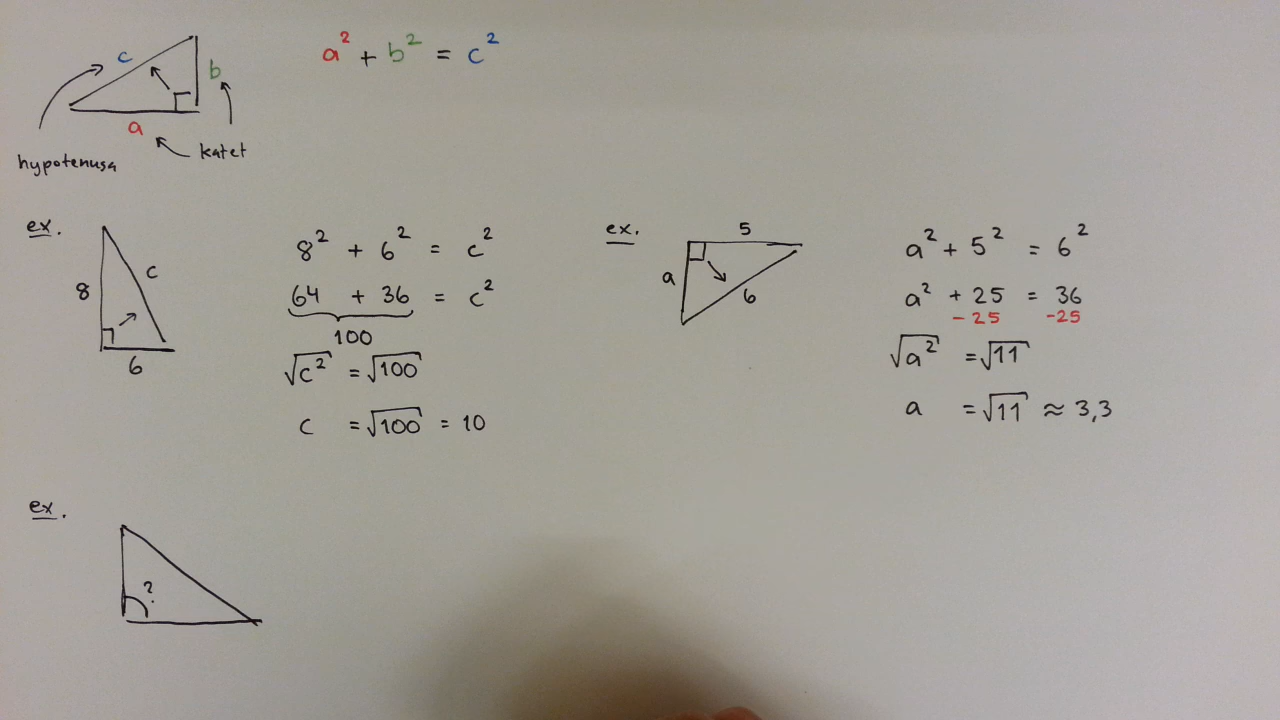 c
b
a
hypotenusa
katet
a² + b² = c²
ex.
8
c
6
8² + 6² = c²
64 + 36 = c²
100
√c² = √100
c = √100 = 10
ex.
5
a
6
a² + 5² = 6²
a² + 25 = 36
-25 -25
√a² = √11
a = √11 ≈ 3,3
ex.
?